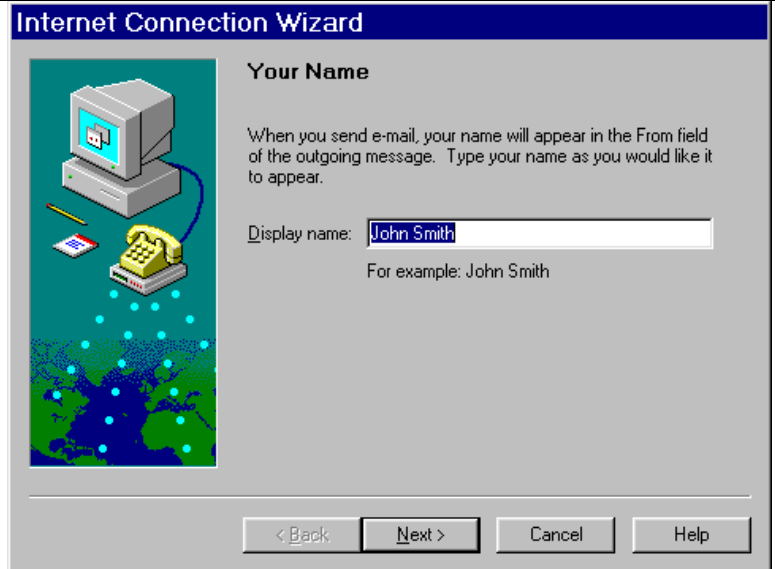 Internet Connection Wizard
Your Name
When you send e-mail, your name will appear in the From field
of the outgoing message. Type your name as you would like it
to appear.
Display name: John Smith
For example: John Smith
< Back Next > Cancel Help